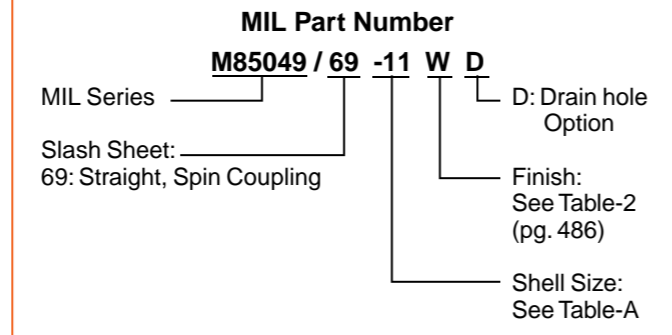 MIL Part Number
M85049 / 69 -11 W D
MIL Series
D: Drain hole
Option
Slash Sheet:
69: Straight, Spin Coupling
Finish:
See Table-2
(pg. 486)
Shell Size:
See Table-A